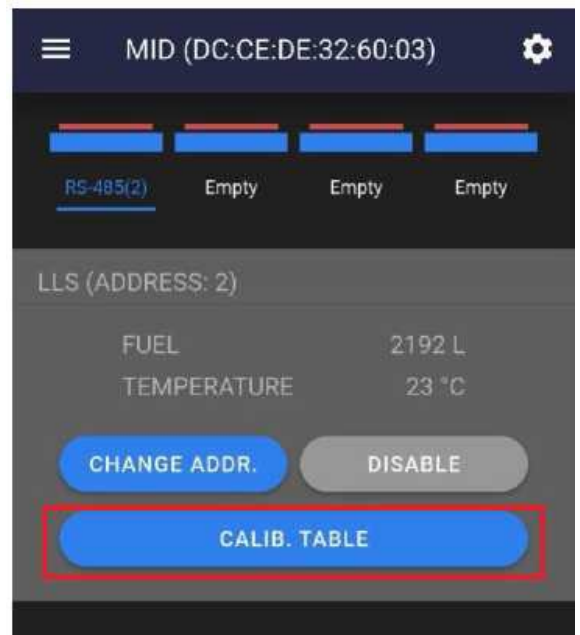 MID (DC:CE:DE:32:60:03)
RS-485(2) Empty Empty Empty
LLS (ADDRESS: 2)
FUEL 2192 L
TEMPERATURE 23 °C
CHANGE ADDR. DISABLE
CALIB. TABLE